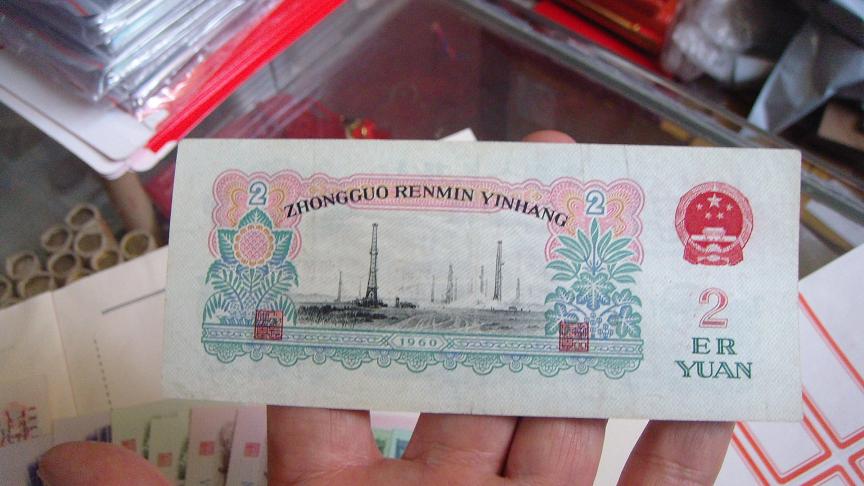 2
2
ZHONGGUO RENMIN YINHANG
1960
2
ER
YUAN